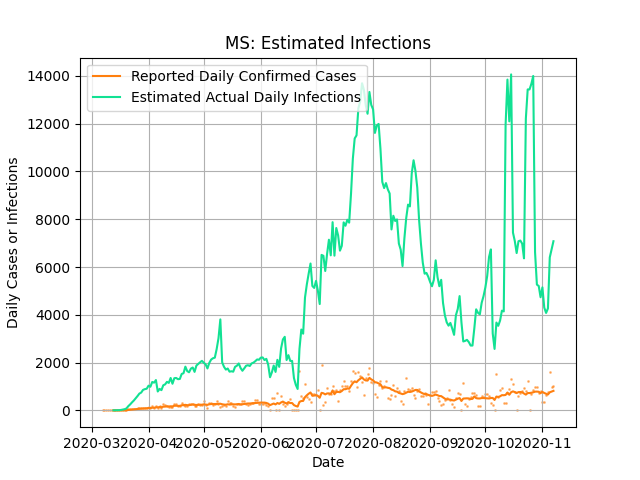 MS: Estimated Infections
Reported Daily Confirmed Cases
Estimated Actual Daily Infections
Daily Cases or Infections
14000
12000
10000
8000
6000
4000
2000
0
2020-03 2020-04 2020-05 2020-06 2020-07 2020-08 2020-09 2020-10 2020-11
Date